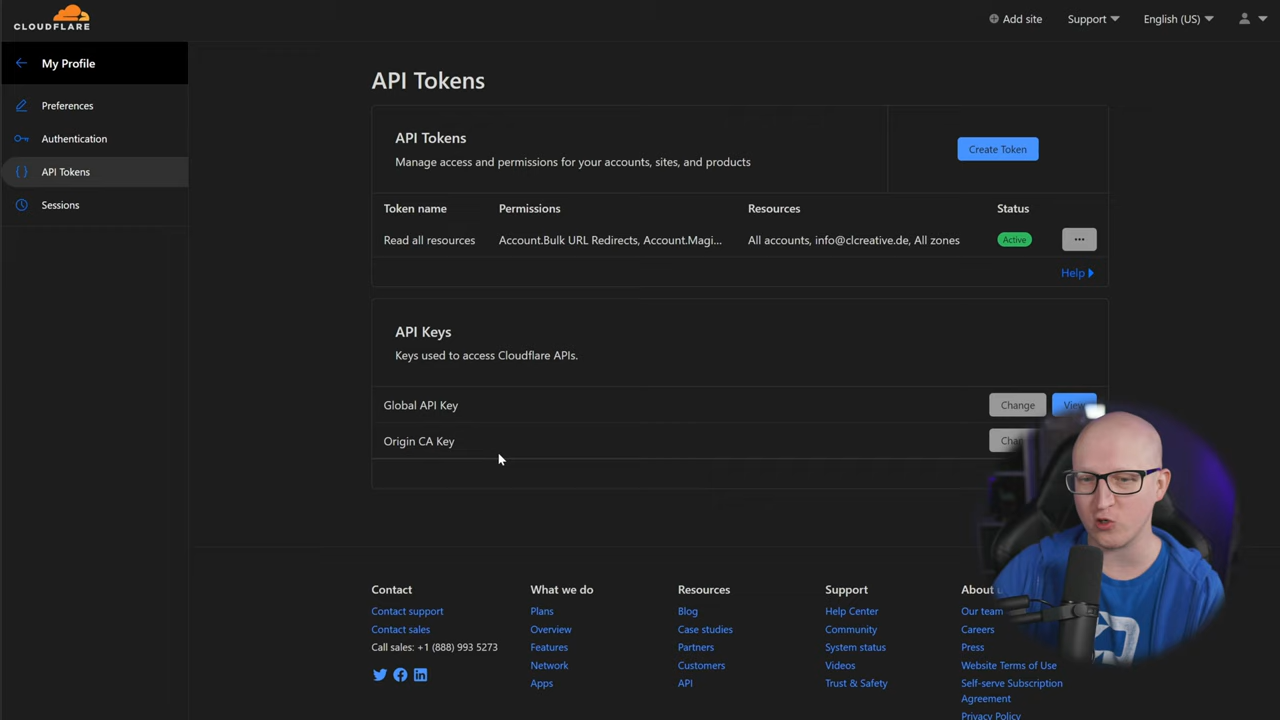 CLOUDFLARE
Add site
Support
English (US)
My Profile
Preferences
Authentication
API Tokens
Sessions
API Tokens
API Tokens
Manage access and permissions for your accounts, sites, and products
Create Token
Token name Permissions Resources Status
Read all resources Account.Bulk URL Redirects, Account.Magi... All accounts, info@clcreative.de, All zones Active ...
Help
API Keys
Keys used to access Cloudflare APIs.
Global API Key Change View
Origin CA Key
Contact
Contact support
Contact sales
Call sales: +1 (888) 993 5273
What we do
Plans
Overview
Features
Network
Apps
Resources
Blog
Case studies
Partners
Customers
API
Support
Help Center
Community
System status
Videos
Trust & Safety
About
Our team
Careers
Press
Website Terms of Use
Self-serve Subscription
Agreement
Privacy Policy